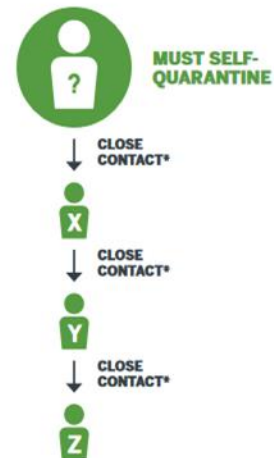 ?
MUST SELF-
QUARANTINE
CLOSE
CONTACT*
X
CLOSE
CONTACT*
Y
CLOSE
CONTACT*
Z